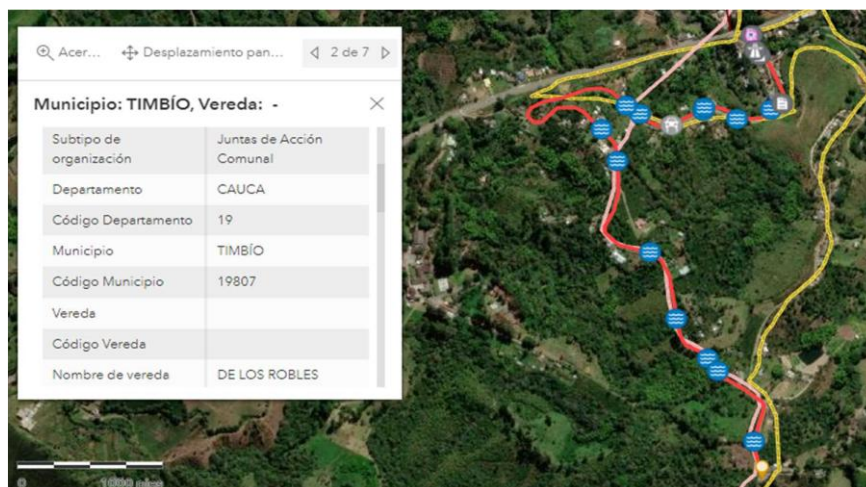 Acer... Desplazamiento pan... 2 de 7
Municipio: TIMBÍO, Vereda: -
Subtipo de organización Juntas de Acción Comunal
Departamento CAUCA
Código Departamento 19
Municipio TIMBÍO
Código Municipio 19807
Vereda
Código Vereda
Nombre de vereda DE LOS ROBLES
0